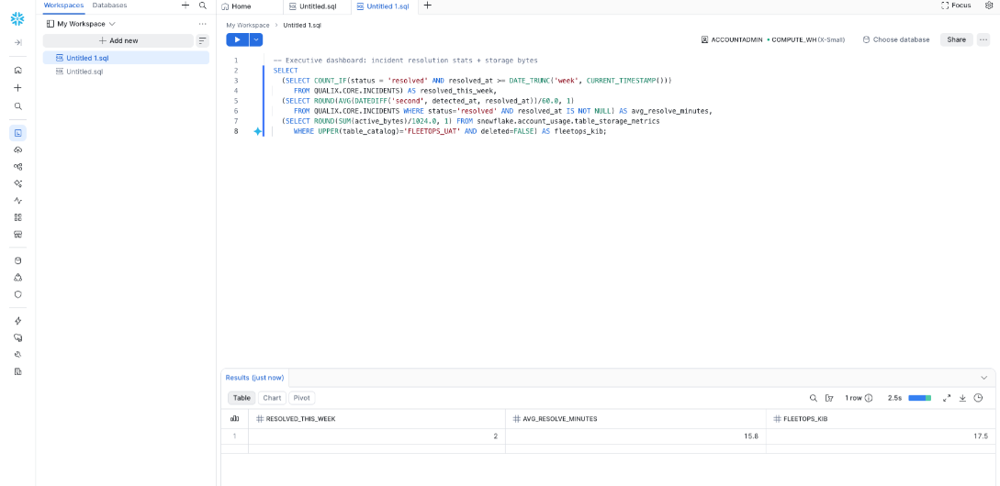 Workspaces Databases
My Workspace
Add new
Untitled 1.sql
Untitled.sql
Home Untitled.sql Untitled 1.sql Focus
My Workspace > Untitled 1.sql
ACCOUNTADMIN • COMPUTE_WH (X-Small) Choose database Share
1 -- Executive dashboard: incident resolution stats + storage bytes
2 SELECT
3 (SELECT COUNT_IF(status = 'resolved' AND resolved_at >= DATE_TRUNC('week', CURRENT_TIMESTAMP()))
4 FROM QUALIX.CORE.INCIDENTS) AS resolved_this_week,
5 (SELECT ROUND(AVG(DATEDIFF('second', detected_at, resolved_at))/60.0, 1)
6 FROM QUALIX.CORE.INCIDENTS WHERE status='resolved' AND resolved_at IS NOT NULL) AS avg_resolve_minutes,
7 (SELECT ROUND(SUM(active_bytes)/1024.0, 1) FROM snowflake.account_usage.table_storage_metrics
8 WHERE UPPER(table_catalog)='FLEETOPS_UAT' AND deleted=FALSE) AS fleetops_kib;
Results (just now)
Table Chart Pivot 1 row 2.5s
RESOLVED_THIS_WEEK AVG_RESOLVE_MINUTES FLEETOPS_KIB
1 2 15.8 17.5